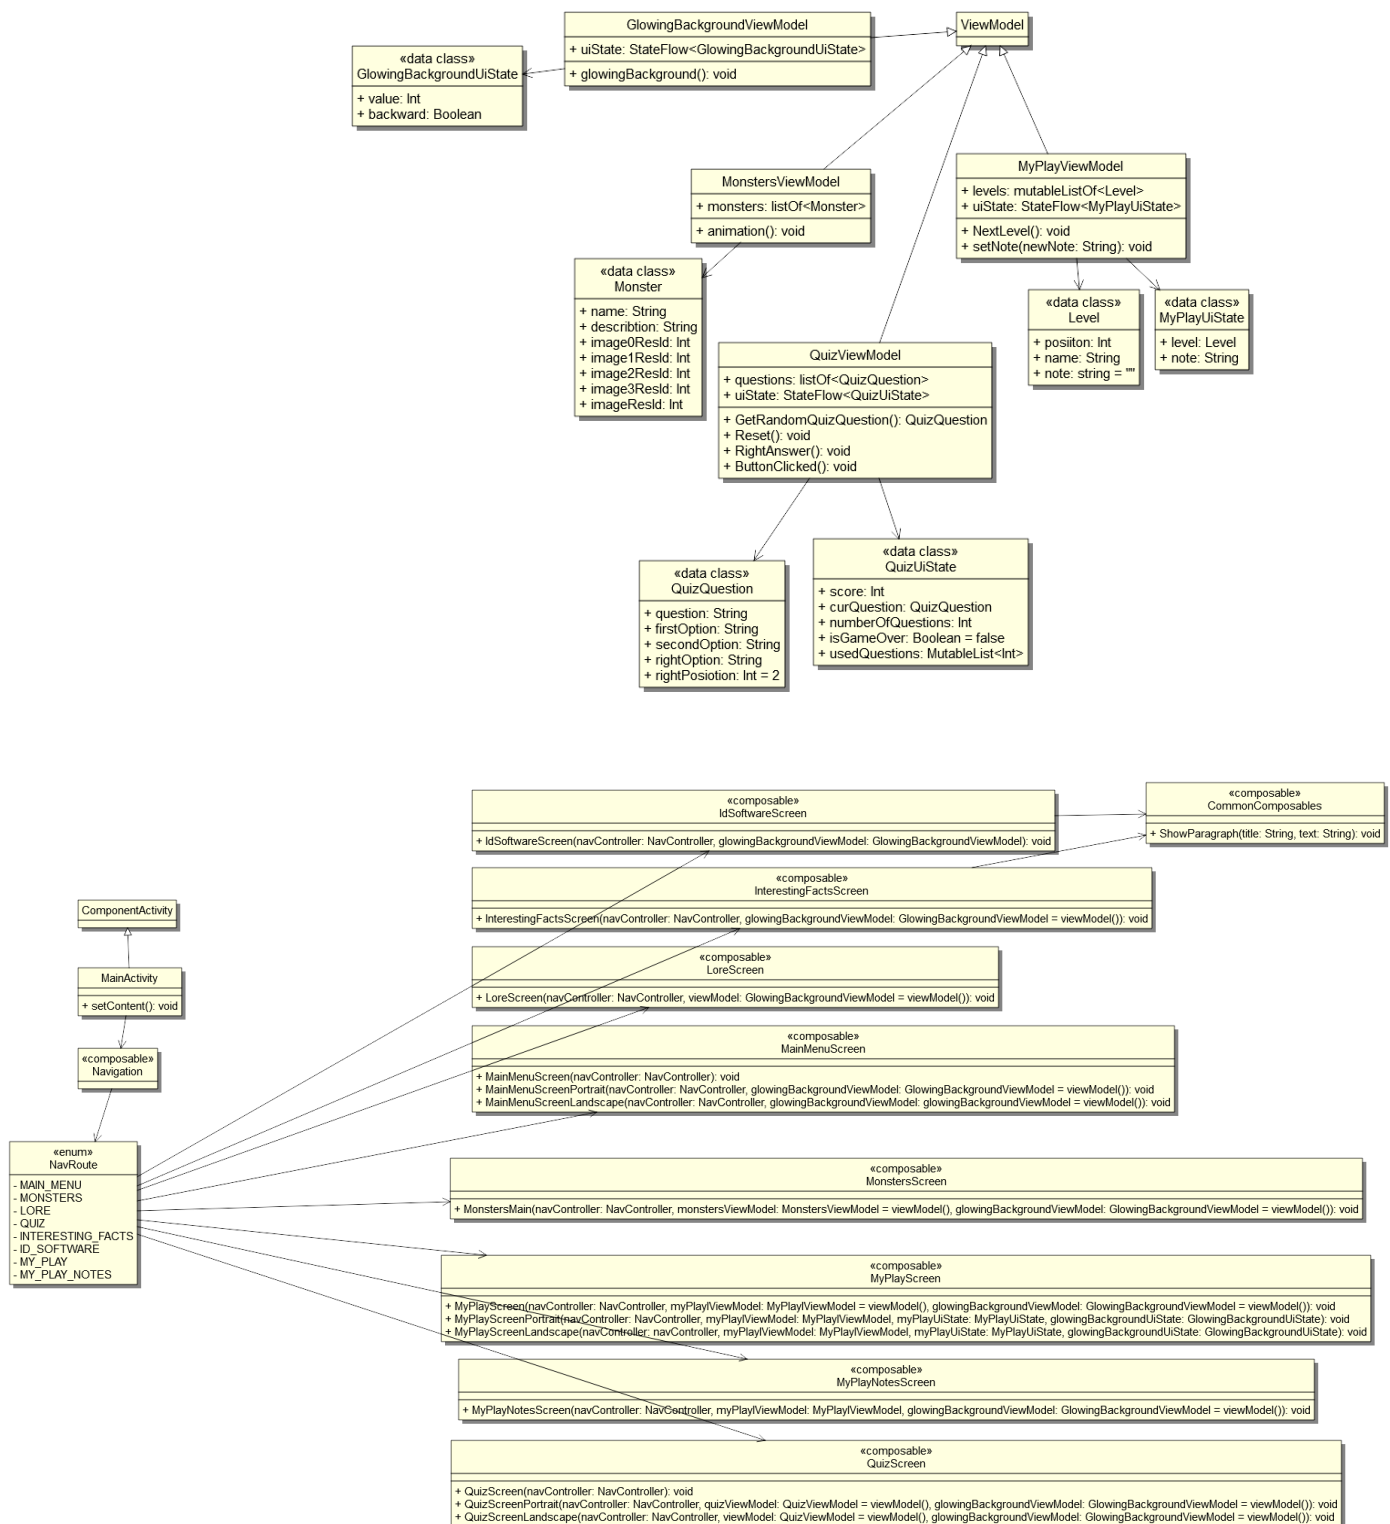 GlowingBackgroundViewModel
+ uiState: StateFlow<GlowingBackgroundUiState>
+ glowingBackground(): void
ViewModel
«data class»
GlowingBackgroundUiState
+ value: Int
+ backward: Boolean
MonstersViewModel
+ monsters: listOf<Monster>
+ animation(): void
MyPlayViewModel
+ levels: mutableListOf<Level>
+ uiState: StateFlow<MyPlayUiState>
+ NextLevel(): void
+ setNote(newNote: String): void
«data class»
Monster
+ name: String
+ describtion: String
+ image0ResId: Int
+ image1ResId: Int
+ image2ResId: Int
+ image3ResId: Int
+ imageResId: Int
«data class»
Level
+ posiiton: Int
+ name: String
+ note: string = ""
«data class»
MyPlayUiState
+ level: Level
+ note: String
QuizViewModel
+ questions: listOf<QuizQuestion>
+ uiState: StateFlow<QuizUiState>
+ GetRandomQuizQuestion(): QuizQuestion
+ Reset(): void
+ RightAnswer(): void
+ ButtonClicked(): void
«data class»
QuizQuestion
+ question: String
+ firstOption: String
+ secondOption: String
+ rightOption: String
+ rightPosiotion: Int = 2
«data class»
QuizUiState
+ score: Int
+ curQuestion: QuizQuestion
+ numberOfQuestions: Int
+ isGameOver: Boolean = false
+ usedQuestions: MutableList<Int>
«composable»
IdSoftwareScreen
+ IdSoftwareScreen(navController: NavController, glowingBackgroundViewModel: GlowingBackgroundViewModel): void
«composable»
CommonComposables
+ ShowParagraph(title: String, text: String): void
«composable»
InterestingFactsScreen
+ InterestingFactsScreen(navController: NavController, glowingBackgroundViewModel: GlowingBackgroundViewModel = viewModel()): void
ComponentActivity
MainActivity
+ setContent(): void
«composable»
Navigation
«enum»
NavRoute
- MAIN_MENU
- MONSTERS
- LORE
- QUIZ
- INTERESTING_FACTS
- ID_SOFTWARE
- MY_PLAY
- MY_PLAY_NOTES
«composable»
LoreScreen
+ LoreScreen(navController: NavController, viewModel: GlowingBackgroundViewModel = viewModel()): void
«composable»
MainMenuScreen
+ MainMenuScreen(navController: NavController): void
+ MainMenuScreenPortrait(navController: NavController, glowingBackgroundViewModel: GlowingBackgroundViewModel = viewModel()): void
+ MainMenuScreenLandscape(navController: NavController, glowingBackgroundViewModel: glowingBackgroundViewModel = viewModel()): void
«composable»
MonstersScreen
+ MonstersMain(navController: NavController, monstersViewModel: MonstersViewModel = viewModel(), glowingBackgroundViewModel: GlowingBackgroundViewModel = viewModel()): void
«composable»
MyPlayScreen
+ MyPlayScreen(navController: NavController, myPlaylViewModel: MyPlaylViewModel = viewModel(), glowingBackgroundViewModel: GlowingBackgroundViewModel = viewModel()): void
+ MyPlayScreenPortrait(navController: NavController, myPlaylViewModel: MyPlaylViewModel, myPlayUiState: MyPlayUiState, glowingBackgroundUiState: GlowingBackgroundUiState): void
+ MyPlayScreenLandscape(navController: navController, myPlaylViewModel: MyPlaylViewModel, myPlayUiState: MyPlayUiState, glowingBackgroundUiState: GlowingBackgroundUiState): void
«composable»
MyPlayNotesScreen
+ MyPlayNotesScreen(navController: NavController, myPlaylViewModel: MyPlaylViewModel, glowingBackgroundViewModel: GlowingBackgroundViewModel = viewModel()): void
«composable»
QuizScreen
+ QuizScreen(navController: NavController): void
+ QuizScreenPortrait(navController: NavController, quizViewModel: QuizViewModel = viewModel(), glowingBackgroundViewModel: GlowingBackgroundViewModel = viewModel()): void
+ QuizScreenLandscape(navController: NavController, viewModel: QuizViewModel = viewModel(), glowingBackgroundViewModel: GlowingBackgroundViewModel = viewModel()): void